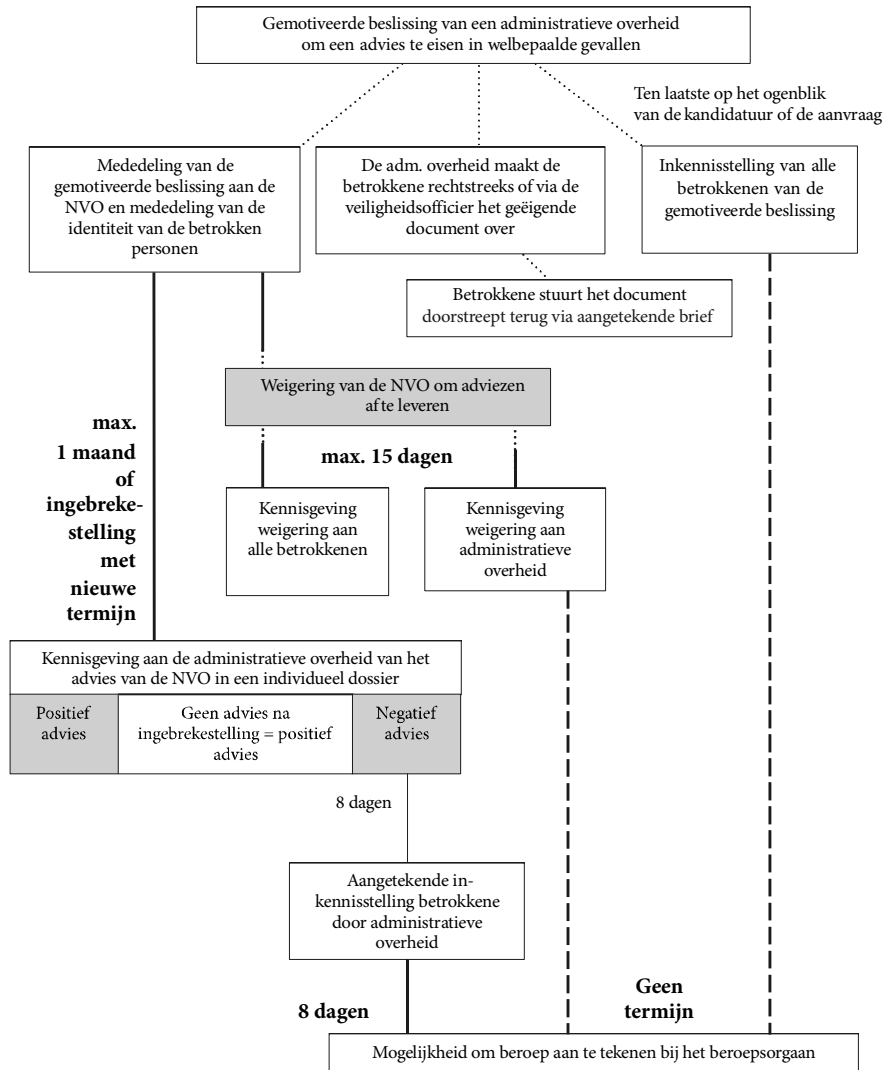 Gemotiveerde beslissing van een administratieve overheid
om een advies te eisen in welbepaalde gevallen
Ten laatste op het ogenblik
van de kandidatuur of de aanvraag
Mededeling van de
gemotiveerde beslissing aan de
NVO en mededeling van de
identiteit van de betrokken
personen
De adm. overheid maakt de
betrokkene rechtstreeks of via de
veiligheidsofficier het geëigende
document over
Inkennisstelling van alle
betrokkenen van de
gemotiveerde beslissing
Betrokkene stuurt het document
doorstreept terug via aangetekende brief
Weigering van de NVO om adviezen
af te leveren
max.
1 maand
of
ingebreke-
stelling
met
nieuwe
termijn
max. 15 dagen
Kennisgeving
weigering aan
alle betrokkenen
Kennisgeving
weigering aan
administratieve
overheid
Kennisgeving aan de administratieve overheid van het
advies van de NVO in een individueel dossier
Positief
advies
Geen advies na
ingebrekestelling = positief
advies
Negatief
advies
8 dagen
Aangetekende in-
kennisstelling betrokkene
door administratieve
overheid
8 dagen
Geen
termijn
Mogelijkheid om beroep aan te tekenen bij het beroepsorgaan